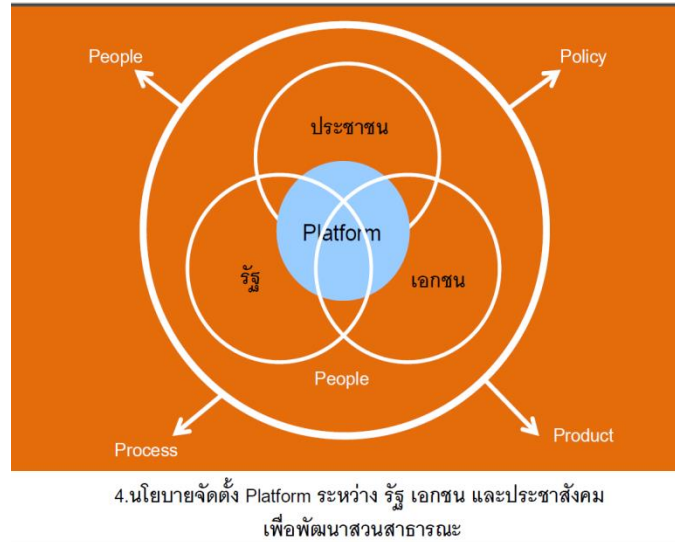 People
Policy
ประชาชน
Platform
รัฐ
เอกชน
People
Process
Product
4.นโยบายจัดตั้ง Platform ระหว่าง รัฐ เอกชน และประชาสังคม
เพื่อพัฒนาสวนสาธารณะ